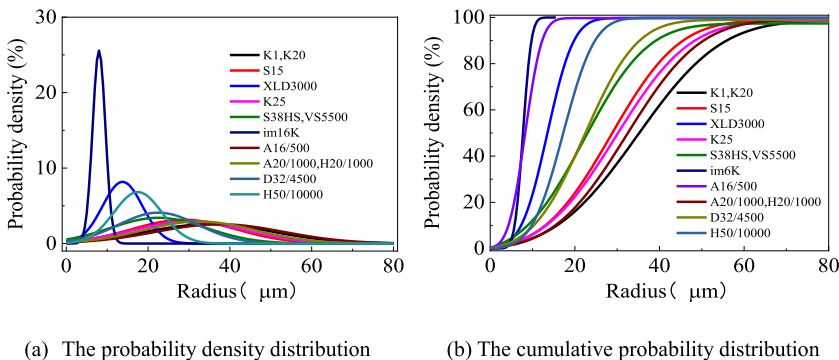 Probability density (%)
30
20
10
0
K1,K20
S15
XLD3000
K25
S38HS,VS5500
im16K
A16/500
A20/1000,H20/1000
D32/4500
H50/10000
0 20 40 60 80
Radius( μm)
(a) The probability density distribution
Probability density (%)
100
80
60
40
20
0
K1,K20
S15
XLD3000
K25
S38HS,VS5500
im6K
A16/500
A20/1000,H20/1000
D32/4500
H50/10000
0 20 40 60 80
Radius( μm)
(b) The cumulative probability distribution